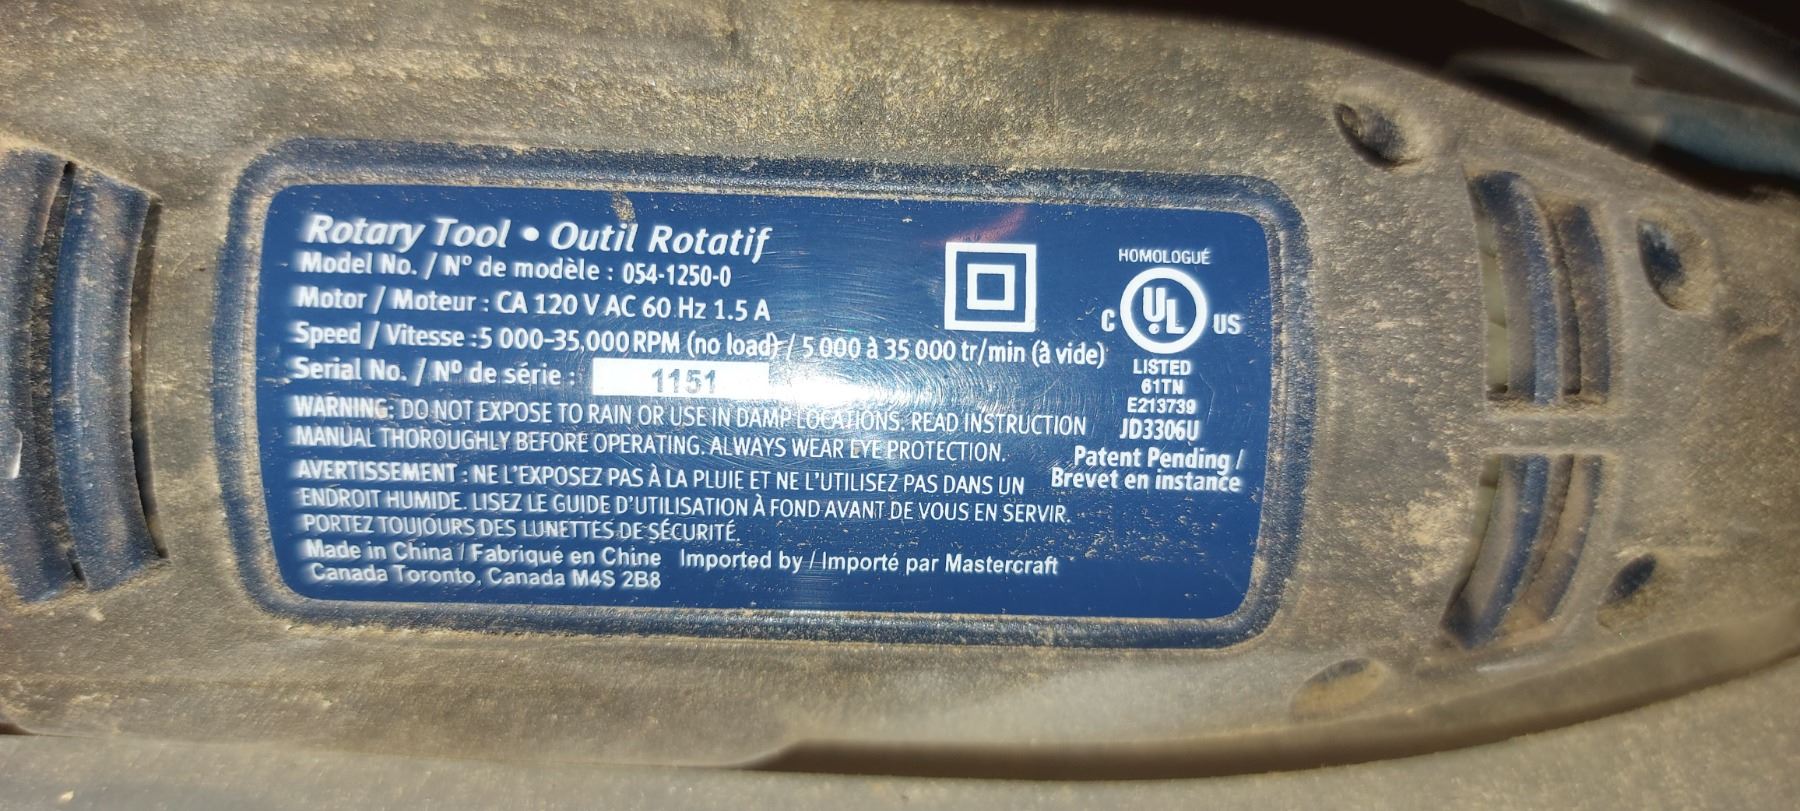 Rotary Tool • Outil Rotatif
Model No. / N° de modèle : 054-1250-0
Motor / Moteur : CA 120 V AC 60 Hz 1.5 A
Speed / Vitesse :5 000-35,000 RPM (no load) / 5 000 à 35 000 tr/min (à vide)
Serial No. / N° de série : 1151
WARNING: DO NOT EXPOSE TO RAIN OR USE IN DAMP LOCATIONS. READ INSTRUCTION
MANUAL THOROUGHLY BEFORE OPERATING. ALWAYS WEAR EYE PROTECTION.
AVERTISSEMENT : NE L'EXPOSEZ PAS À LA PLUIE ET NE L'UTILISEZ PAS DANS UN
ENDROIT HUMIDE. LISEZ LE GUIDE D'UTILISATION À FOND AVANT DE VOUS EN SERVIR.
PORTEZ TOUJOURS DES LUNETTES DE SÉCURITÉ.
Made in China / Fabriqué en Chine Imported by / Importé par Mastercraft
Canada Toronto, Canada M4S 2B8
HOMOLOGUÉ
C UL US
LISTED
61TN
E213739
JD3306U
Patent Pending /
Brevet en instance